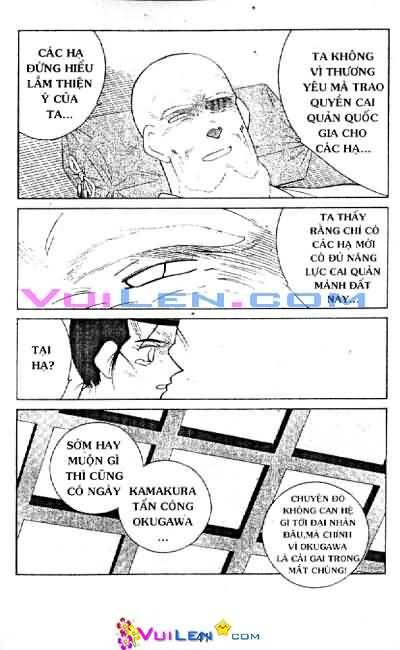 CÁC HẠ
ĐỪNG HIỂU
LẦM THIỆN
Ý CỦA
TA...
TA KHÔNG
VÌ THƯƠNG
YÊU MÀ TRAO
QUYỀN CAI
QUẢN QUỐC
GIA CHO
CÁC HẠ...
TA THẤY
RẰNG CHỈ CÓ
CÁC HẠ MỚI
CÓ ĐỦ NĂNG
LỰC CAI QUẢN
MẢNH ĐẤT
NÀY...
VUILEN.COM
TẠI
HẠ?
SỚM HAY
MUỘN GÌ
THÌ CŨNG
CÓ NGÀY
KAMAKURA
TẤN CÔNG
OKUGAWA
...
CHUYỆN ĐÓ
KHÔNG CAN HỆ
GÌ TỚI ĐẠI NHÂN
ĐÂU, MÀ CHÍNH
VÌ OKUGAWA
LÀ CÁI GAI TRONG
MẮT CHÚNG!
VUILEN.COM